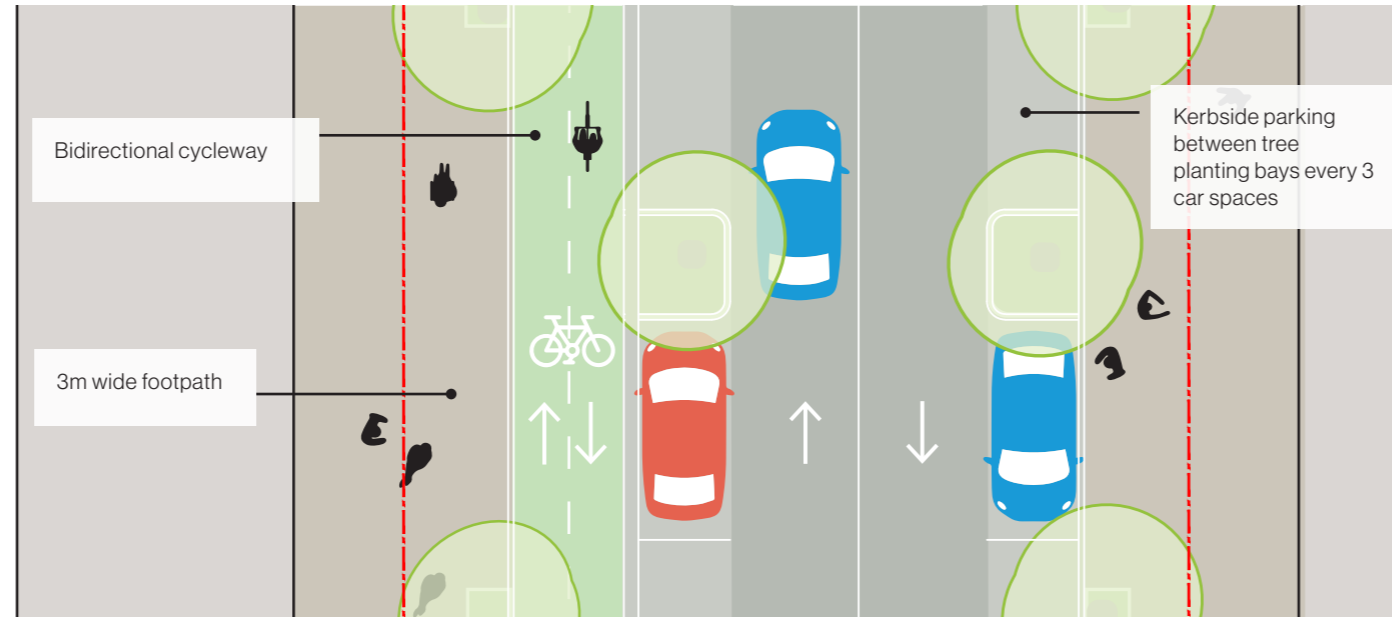 Bidirectional cycleway
Kerbside parking
between tree
planting bays every 3
car spaces
3m wide footpath